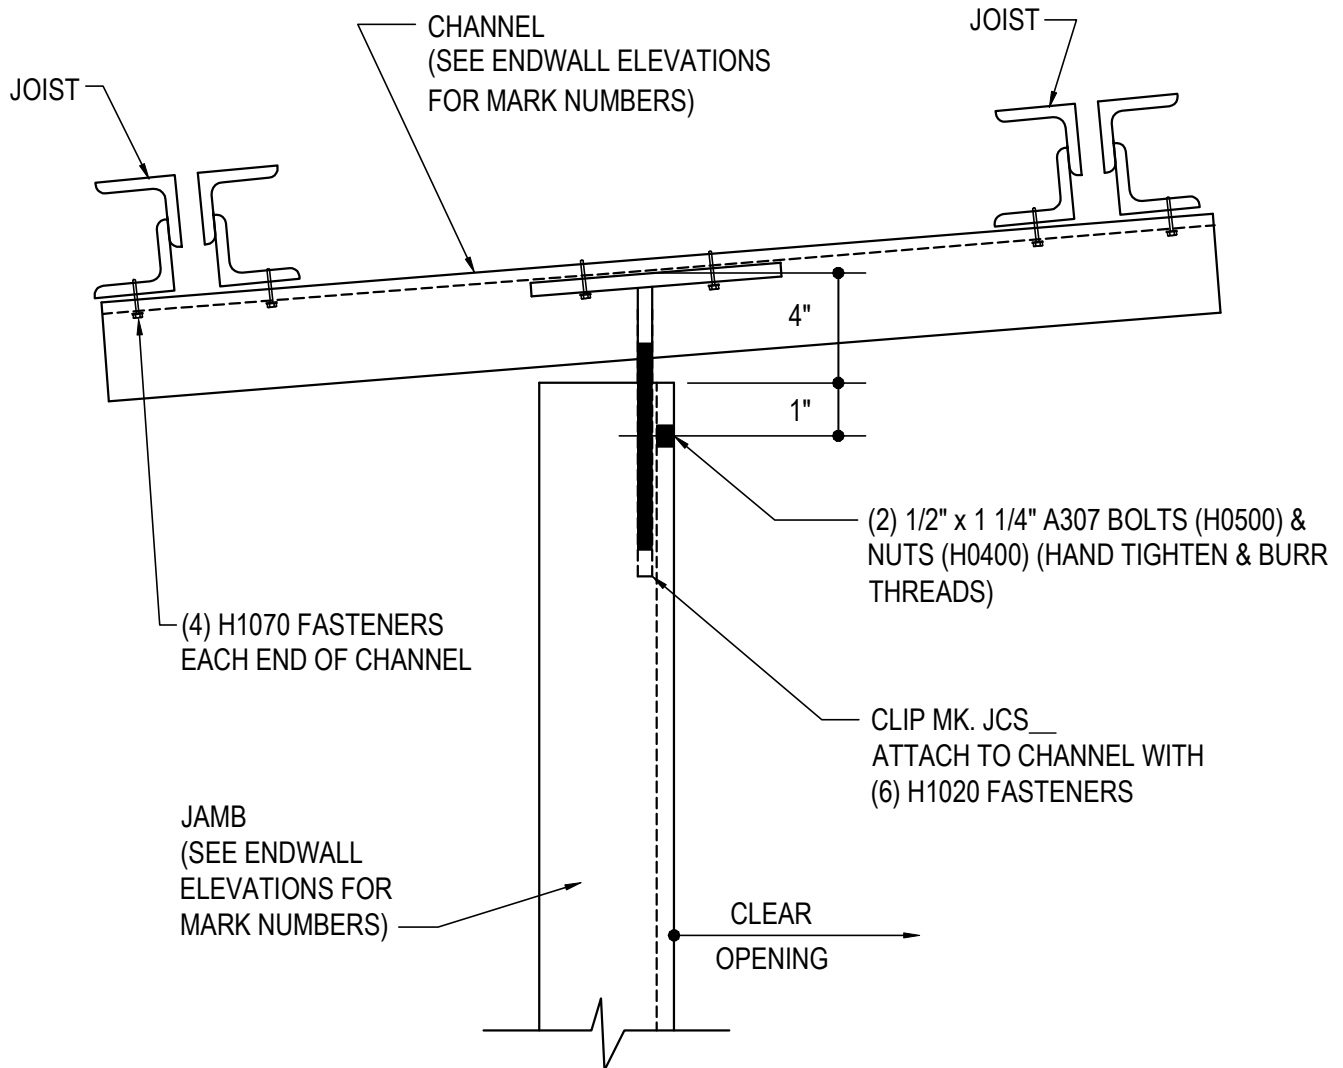 CHANNEL
(SEE ENDWALL ELEVATIONS
FOR MARK NUMBERS)
JOIST
JOIST
4"
1"
(2) 1/2" x 1 1/4" A307 BOLTS (H0500) &
NUTS (H0400) (HAND TIGHTEN & BURR
THREADS)
(4) H1070 FASTENERS
EACH END OF CHANNEL
CLIP MK. JCS__
ATTACH TO CHANNEL WITH
(6) H1020 FASTENERS
JAMB
(SEE ENDWALL
ELEVATIONS FOR
MARK NUMBERS)
CLEAR
OPENING